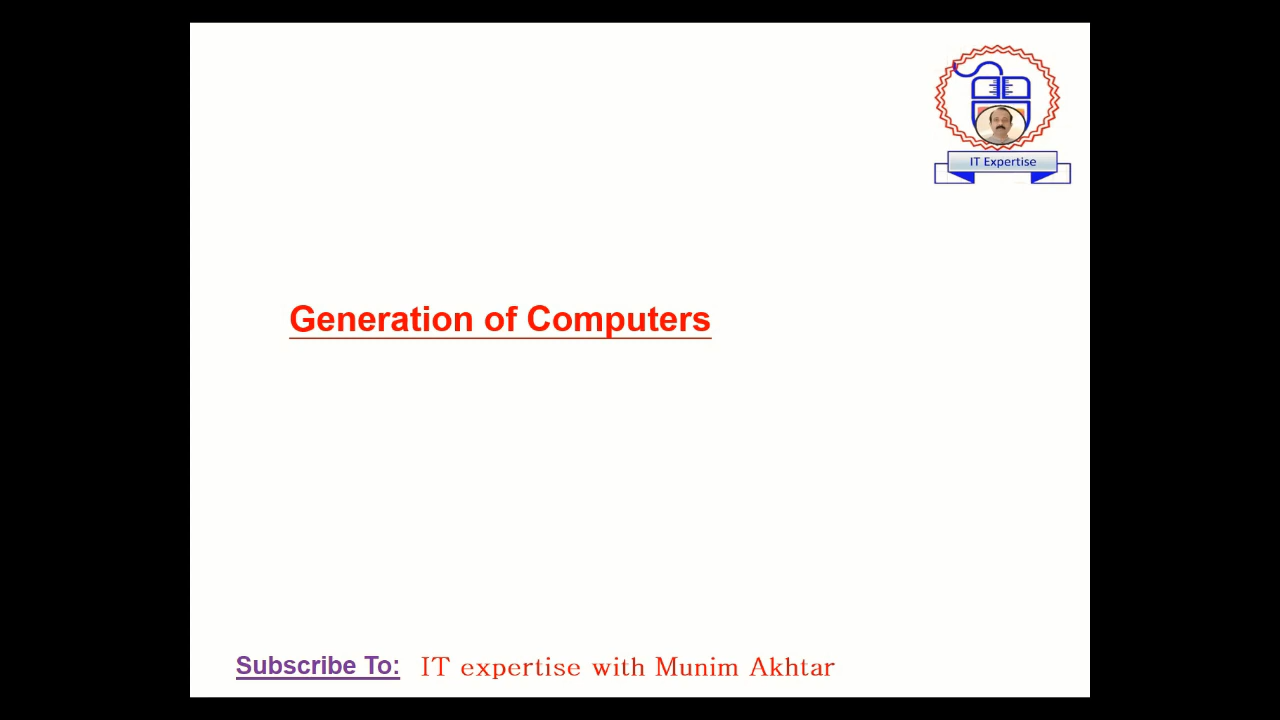 IT Expertise
Generation of Computers
Subscribe To: IT expertise with Munim Akhtar